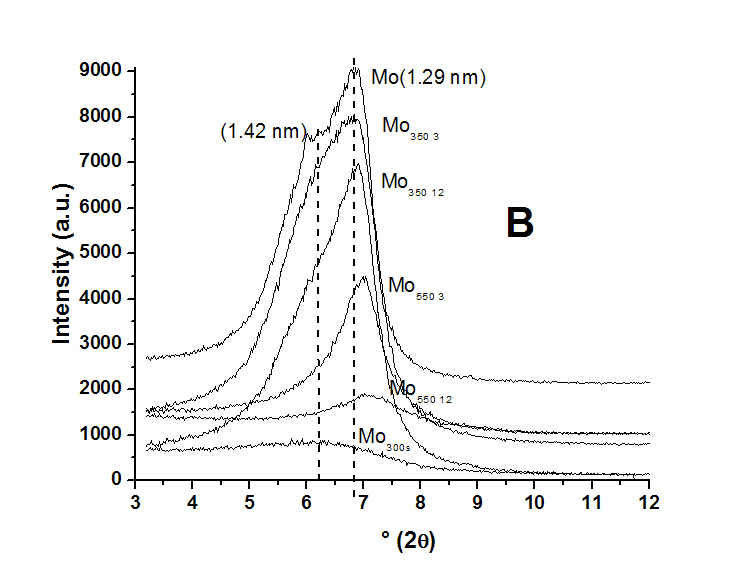 9000
Mo(1.29 nm)
8000
(1.42 nm)
Mo350 3
7000
Mo350 12
6000
B
5000
Intensity (a.u.)
4000
Mo550 3
3000
2000
Mo550 12
1000
Mo300s
0
3 4 5 6 7 8 9 10 11 12
° (2θ)